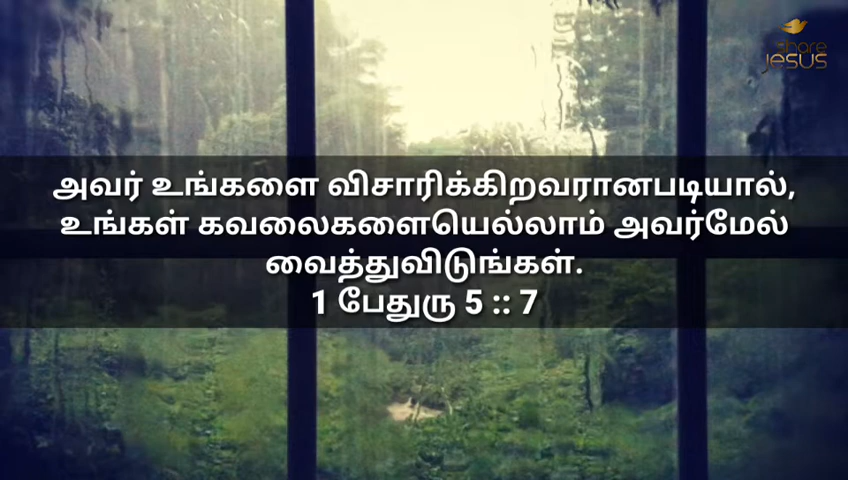 share
jesus
அவர் உங்களை விசாரிக்கிறவரானபடியால்,
உங்கள் கவலைகளையெல்லாம் அவர்மேல்
வைத்துவிடுங்கள்.
1 பேதுரு 5 :: 7